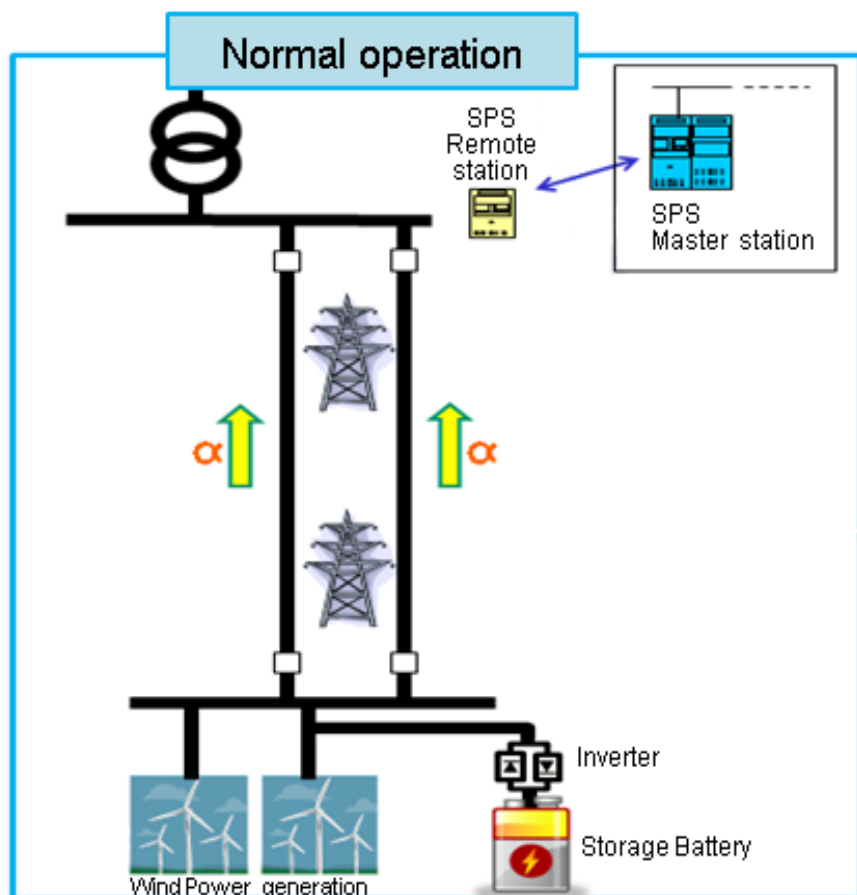 Normal operation
SPS
Remote
station
SPS
Master station
α
α
Inverter
Storage Battery
Wind Power generation